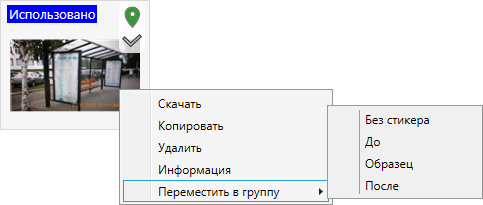 Использовано
Скачать
Копировать
Удалить
Информация
Переместить в группу
Без стикера
До
Образец
После